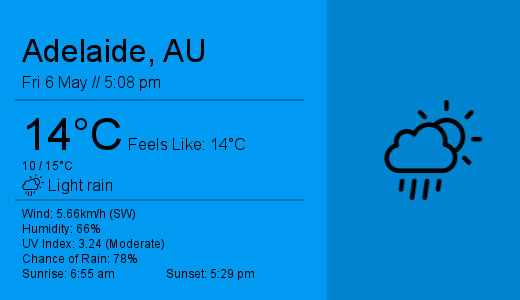 Adelaide, AU
Fri 6 May // 5:08 pm
14°C Feels Like: 14°C
10 / 15°C
Light rain
Wind: 5.66km/h (SW)
Humidity: 66%
UV Index: 3.24 (Moderate)
Chance of Rain: 78%
Sunrise: 6:55 am Sunset: 5:29 pm